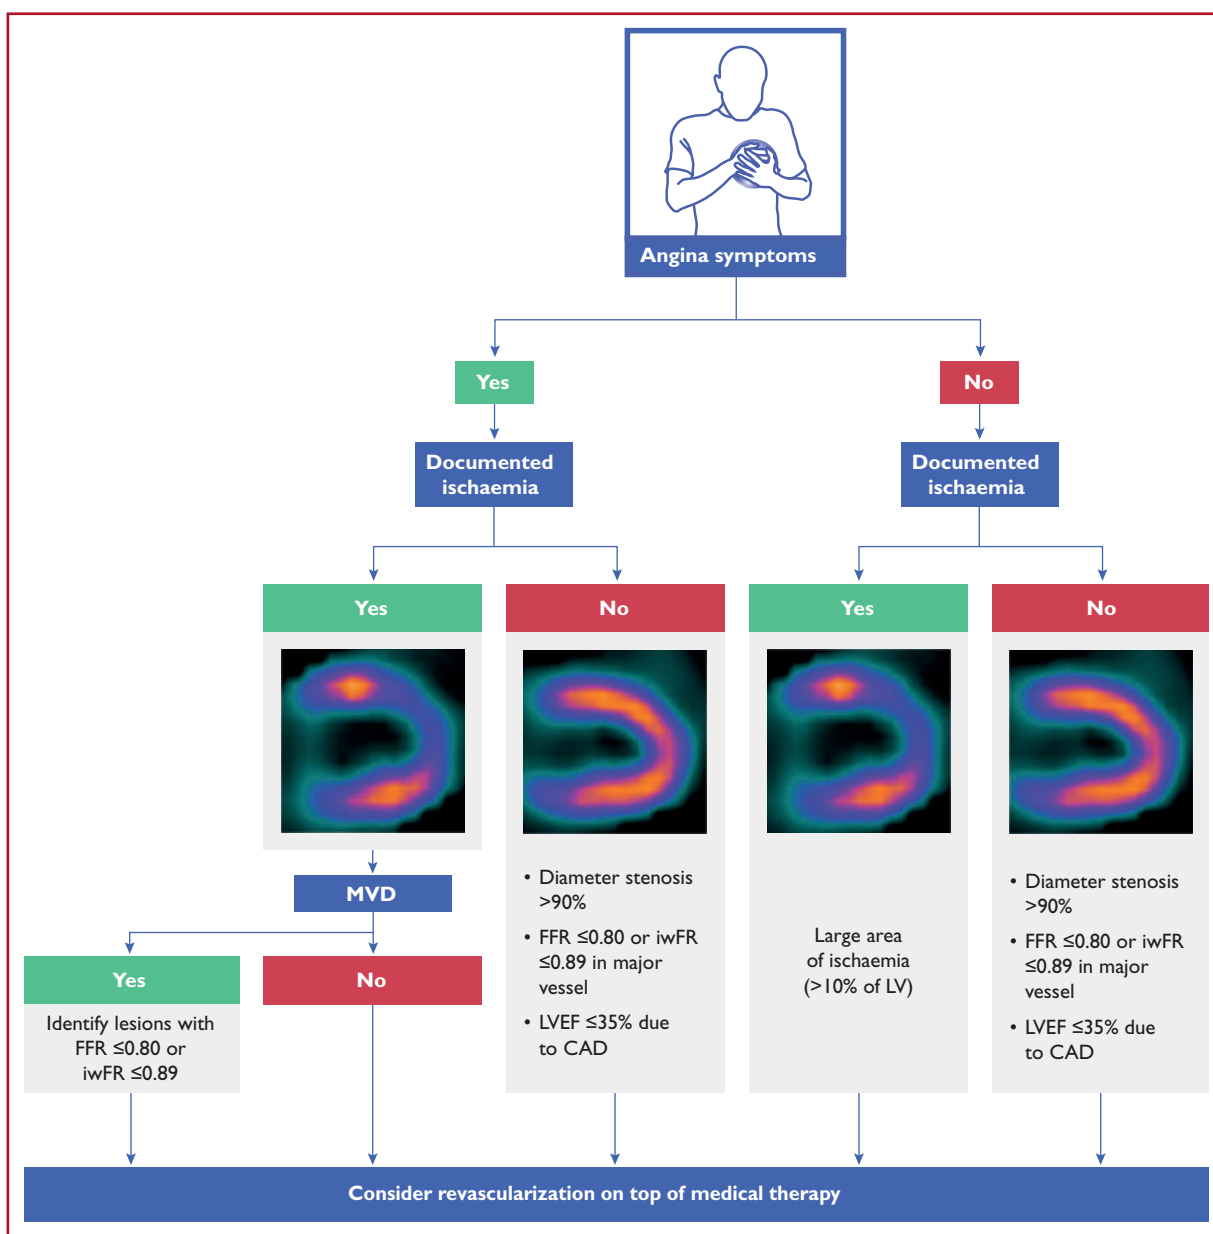 Angina symptoms
Yes
No
Documented
ischaemia
Documented
ischaemia
Yes
No
Yes
No
MVD
Yes
No
Identify lesions with
FFR ≤0.80 or
iwFR ≤0.89
• Diameter stenosis
>90%
• FFR ≤0.80 or iwFR
≤0.89 in major
vessel
• LVEF ≤35% due
to CAD
Large area
of ischaemia
(>10% of LV)
• Diameter stenosis
>90%
• FFR ≤0.80 or iwFR
≤0.89 in major
vessel
• LVEF ≤35% due
to CAD
Consider revascularization on top of medical therapy